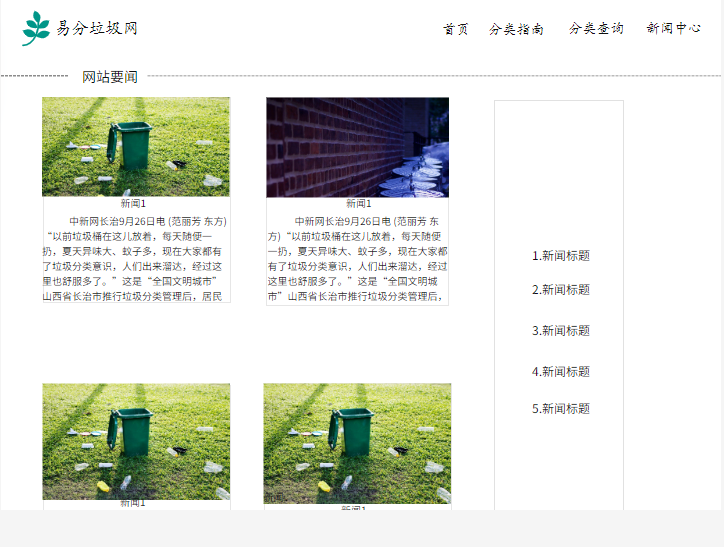 易分垃圾网
首页 分类指南 分类查询 新闻中心
网站要闻
新闻1
中新网长治9月26日电 (范丽芳 东方)
“以前垃圾桶在这儿放着，每天随便一
扔，夏天异味大、蚊子多，现在大家都有
了垃圾分类意识，人们出来溜达，经过这
里也舒服多了。”这是“全国文明城市”
山西省长治市推行垃圾分类管理后，居民
新闻1
中新网长治9月26日电 (范丽芳 东
方)“以前垃圾桶在这儿放着，每天随便
一扔，夏天异味大、蚊子多，现在大家都
有了垃圾分类意识，人们出来溜达，经过
这里也舒服多了。”这是“全国文明城
市”山西省长治市推行垃圾分类管理后，
1.新闻标题
2.新闻标题
3.新闻标题
4.新闻标题
5.新闻标题
新闻1
新闻1